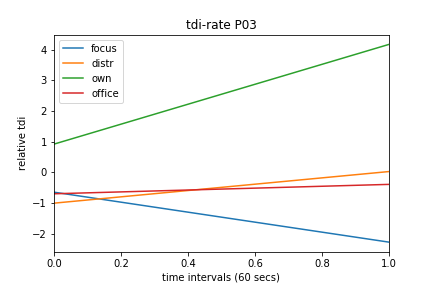 tdi-rate P03
focus
distr
own
office
relative tdi
4
3
2
1
0
−1
−2
0.0 0.2 0.4 0.6 0.8 1.0
time intervals (60 secs)